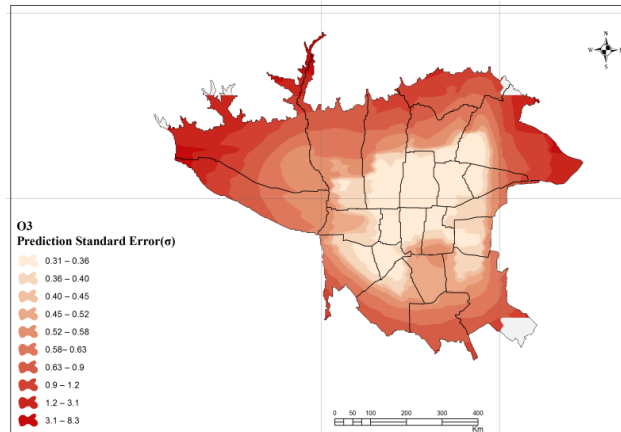 N
W E
S
O3
Prediction Standard Error(σ)
0.31 – 0.36
0.36 – 0.40
0.40 – 0.45
0.45 – 0.52
0.52 – 0.58
0.58– 0.63
0.63 – 0.9
0.9 – 1.2
1.2 – 3.1
3.1 – 8.3
0 50 100 200 300 400
Km